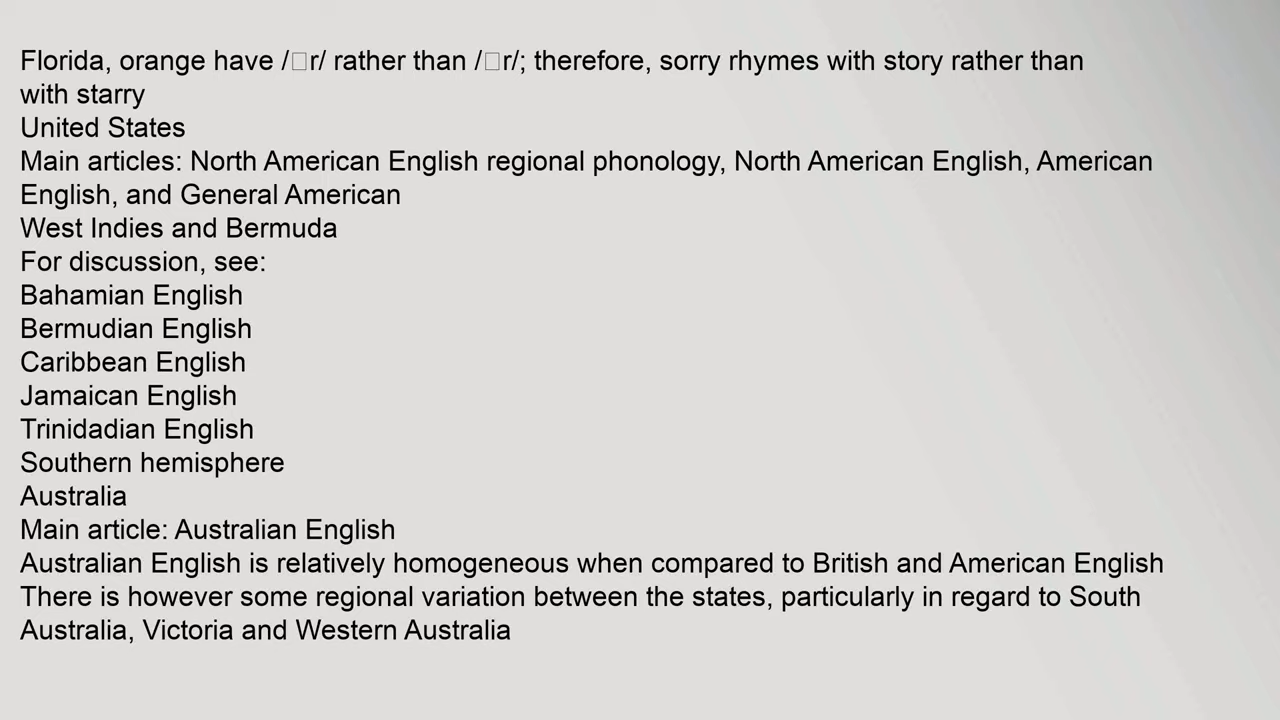 Florida, orange have /□r/ rather than /□r/; therefore, sorry rhymes with story rather than
with starry
United States
Main articles: North American English regional phonology, North American English, American
English, and General American
West Indies and Bermuda
For discussion, see:
Bahamian English
Bermudian English
Caribbean English
Jamaican English
Trinidadian English
Southern hemisphere
Australia
Main article: Australian English
Australian English is relatively homogeneous when compared to British and American English
There is however some regional variation between the states, particularly in regard to South
Australia, Victoria and Western Australia